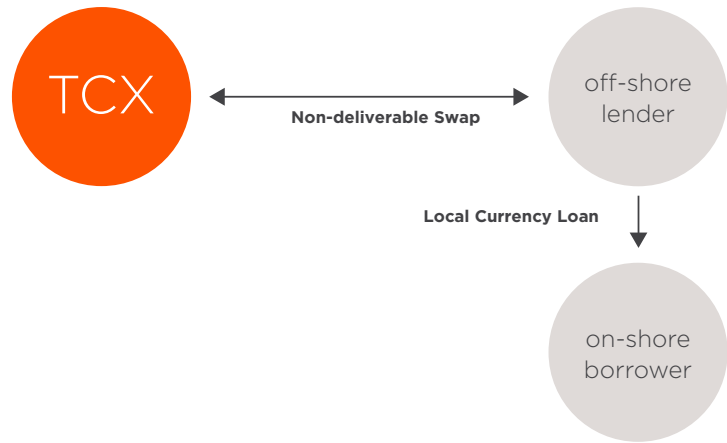 TCX
off-shore
lender
Non-deliverable Swap
Local Currency Loan
on-shore
borrower